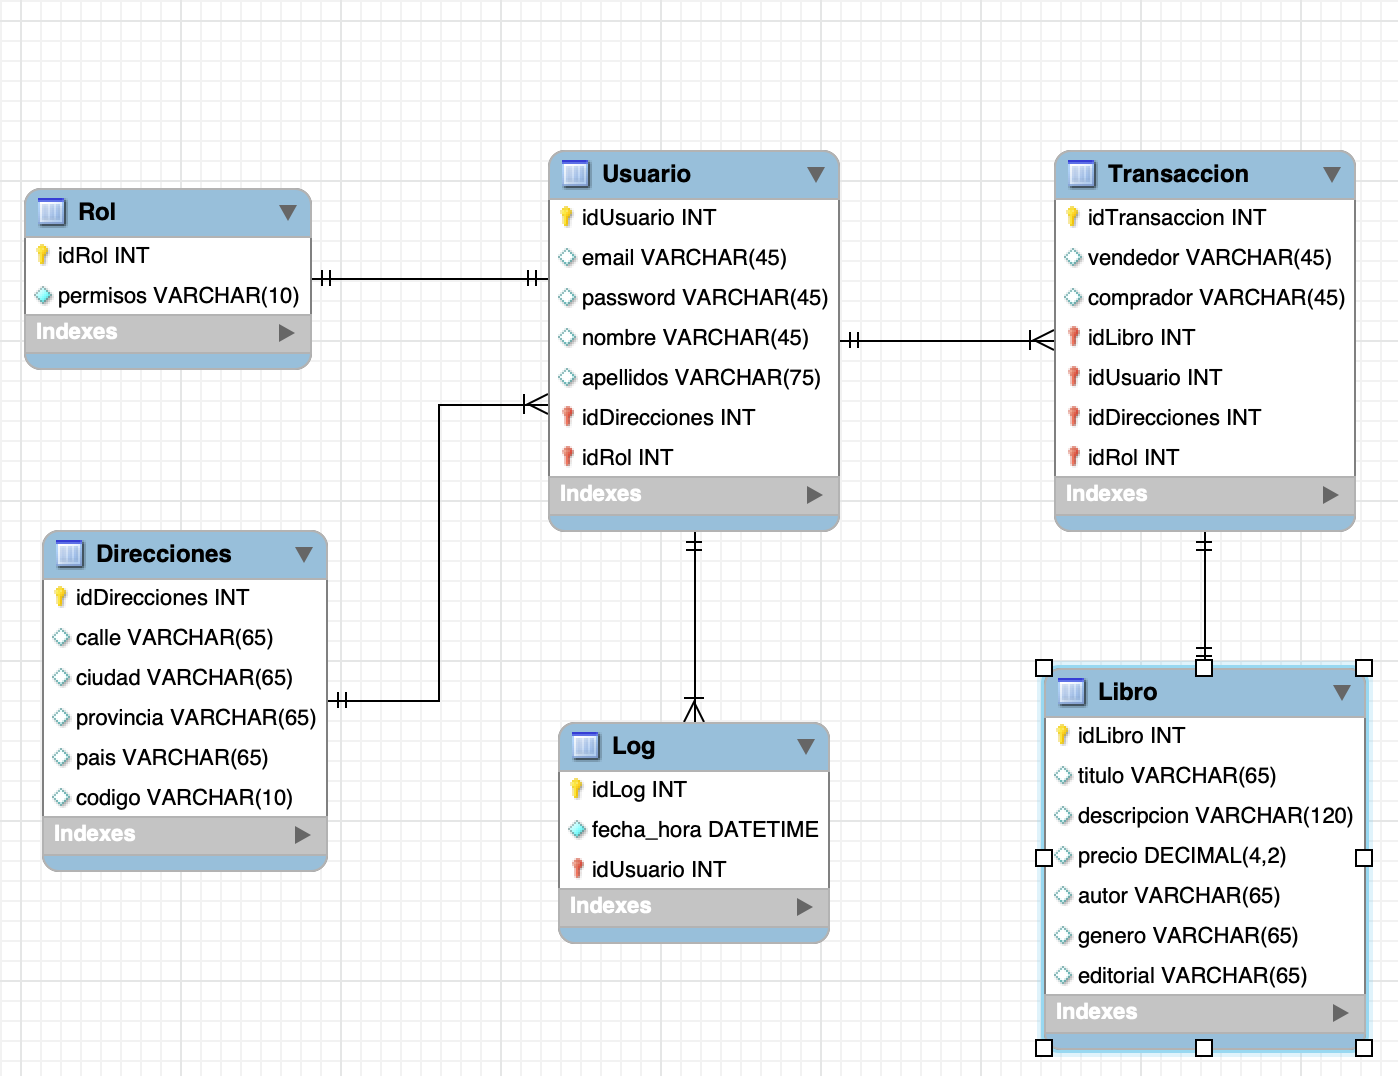 Rol
idRol INT
permisos VARCHAR(10)
Indexes
Usuario
idUsuario INT
email VARCHAR(45)
password VARCHAR(45)
nombre VARCHAR(45)
apellidos VARCHAR(75)
idDirecciones INT
idRol INT
Indexes
Transaccion
idTransaccion INT
vendedor VARCHAR(45)
comprador VARCHAR(45)
idLibro INT
idUsuario INT
idDirecciones INT
idRol INT
Indexes
Direcciones
idDirecciones INT
calle VARCHAR(65)
ciudad VARCHAR(65)
provincia VARCHAR(65)
pais VARCHAR(65)
codigo VARCHAR(10)
Indexes
Log
idLog INT
fecha_hora DATETIME
idUsuario INT
Indexes
Libro
idLibro INT
titulo VARCHAR(65)
descripcion VARCHAR(120)
precio DECIMAL(4,2)
autor VARCHAR(65)
genero VARCHAR(65)
editorial VARCHAR(65)
Indexes